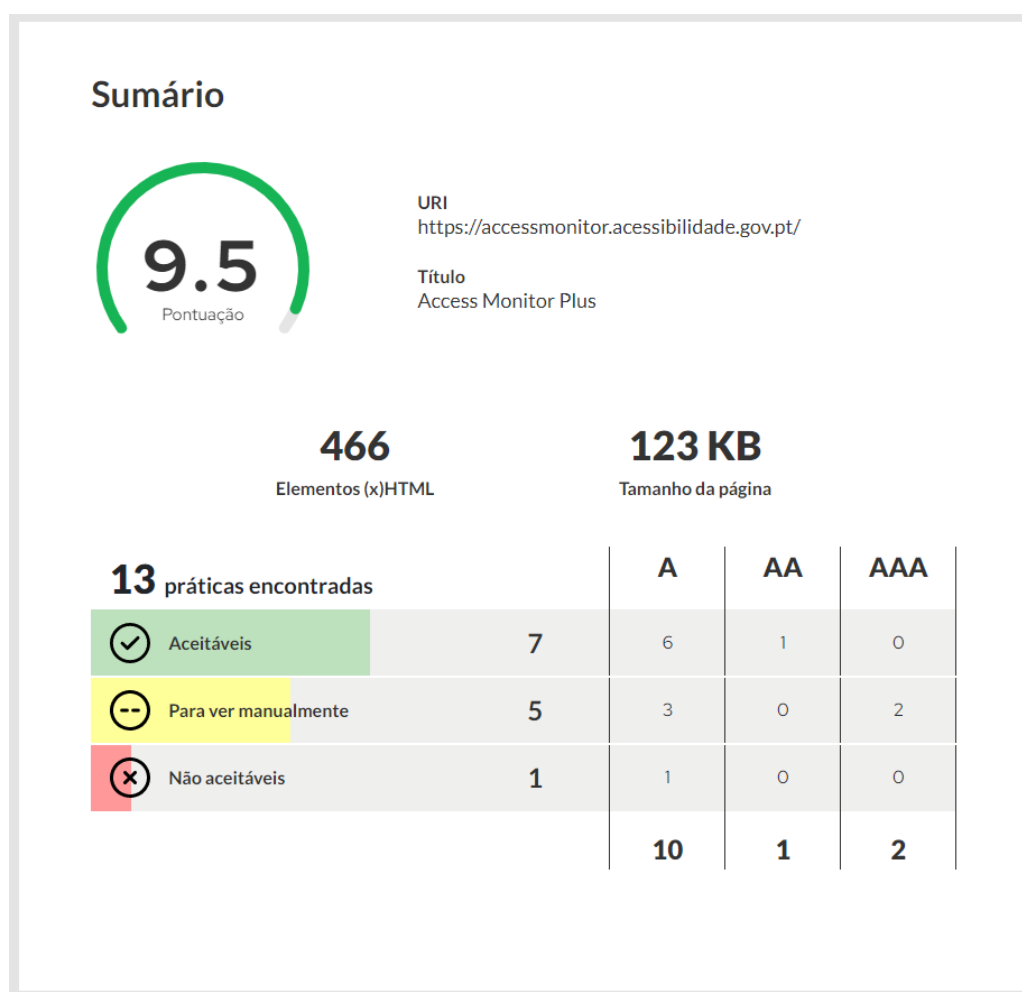 Sumário
9.5
Pontuação
URI
https://accessmonitor.acessibilidade.gov.pt/
Título
Access Monitor Plus
466
Elementos (x)HTML
123 KB
Tamanho da página
13 práticas encontradas A AA AAA
Aceitáveis 7 6 1 0
Para ver manualmente 5 3 0 2
Não aceitáveis 1 1 0 0
10 1 2